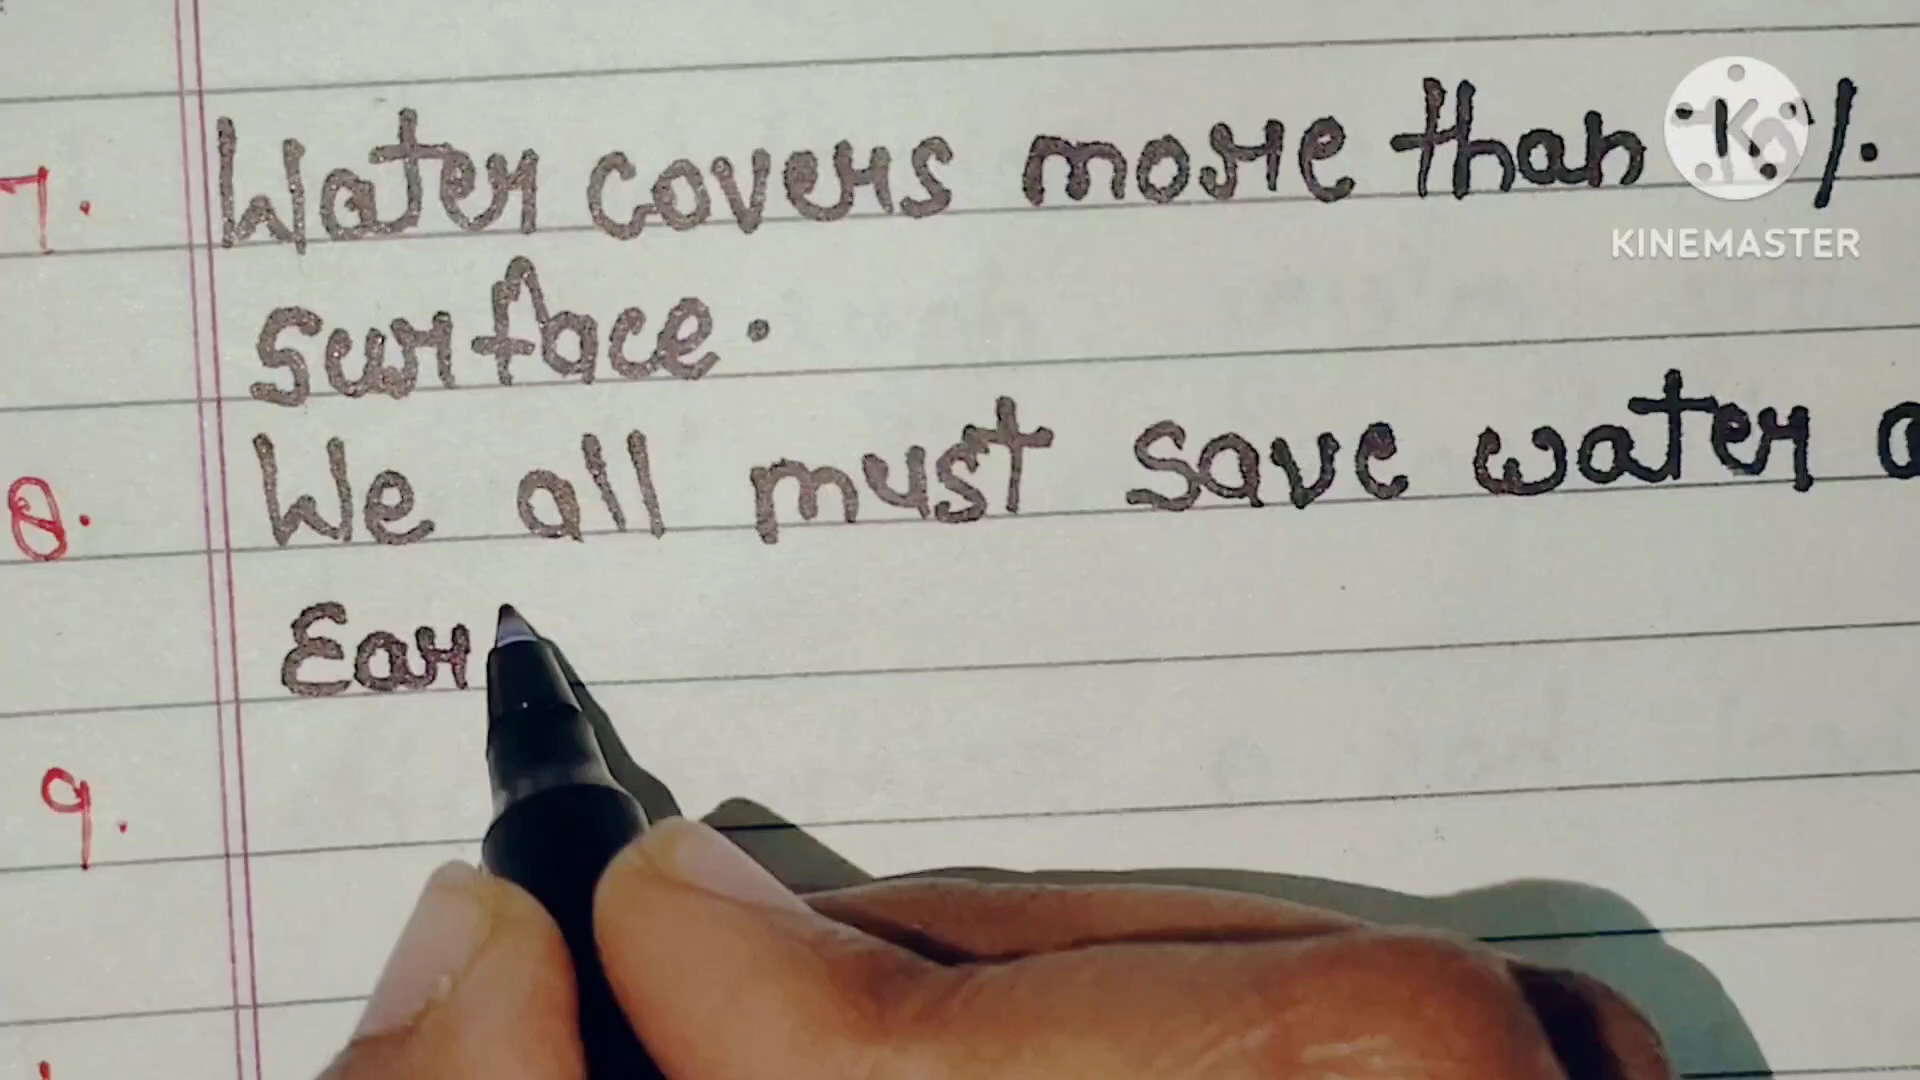 7. Water covers more than %.
KINEMASTER
surface.
8. We all must save water
Ear
9.